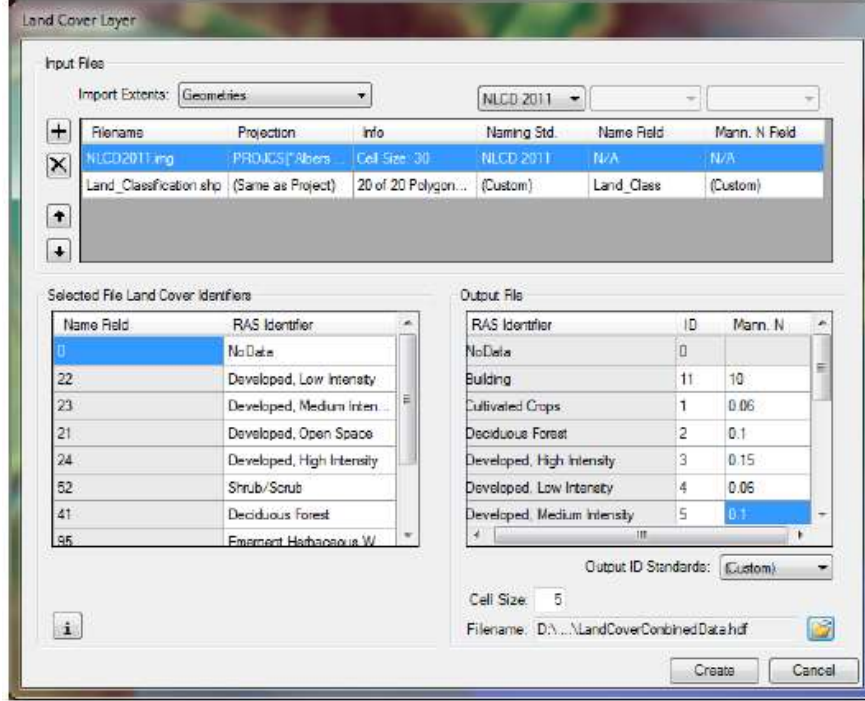 Land Cover Layer
Input Files
Import Extents: Geometries NLCD 2011
Filename Projection Info Naming Std. Name Field Mann. N Field
NLCD2011.img PROJCS["Albers ... Cell Size: 30 NLCD 2011 N/A N/A
Land_Classfication.shp (Same as Project) 20 of 20 Polygon... (Custom) Land_Class (Custom)
Selected File Land Cover Identifiers
Name Field RAS Identifier
0 NoData
22 Developed, Low Intensity
23 Developed, Medium Inten...
21 Developed, Open Space
24 Developed, High Intensity
52 Shrub/Scrub
41 Deciduous Forest
95 Emergent Herbaceous W...
Output File
RAS Identifier ID Mann. N
NoData 0
Building 11 10
Cultivated Crops 1 0.06
Deciduous Forest 2 0.1
Developed, High Intensity 3 0.15
Developed, Low Intensity 4 0.06
Developed, Medium Intensity 5 0.1
Output ID Standards: (Custom)
Cell Size: 5
Filename: D:\...\LandCoverCombinedData.hdf
Create Cancel